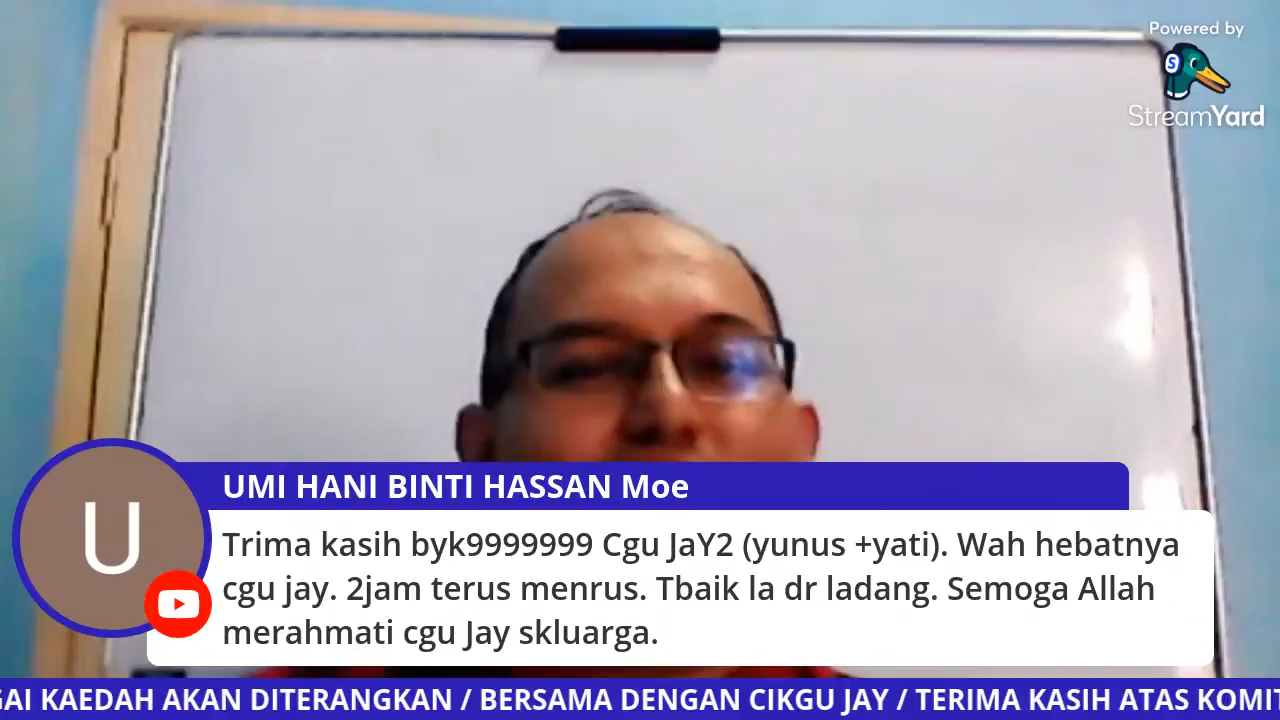 Powered by
StreamYard
UMI HANI BINTI HASSAN Moe
U
Trima kasih byk9999999 Cgu JaY2 (yunus +yati). Wah hebatnya
cgu jay. 2jam terus menrus. Tbaik la dr ladang. Semoga Allah
merahmati cgu Jay skluarga.
GAI KAEDAH AKAN DITERANGKAN / BERSAMA DENGAN CIKGU JAY / TERIMA KASIH ATAS KOMIT